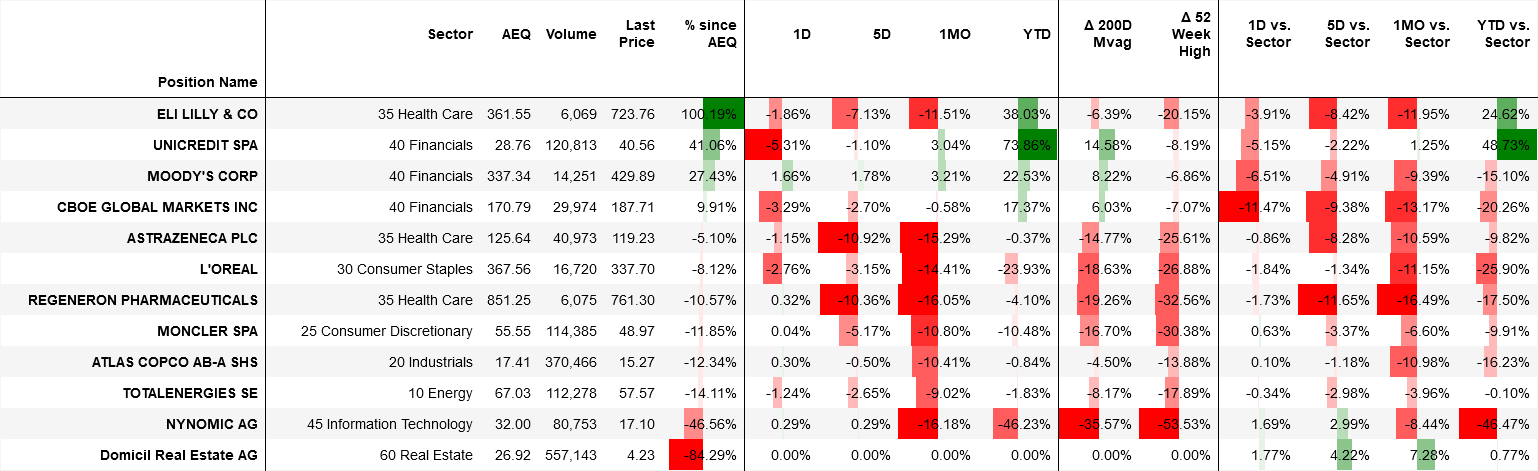 Position Name Sector AEQ Volume Last Price % since AEQ 1D 5D 1MO YTD Δ 200D Mvag Δ 52 Week High 1D vs. Sector 5D vs. Sector 1MO vs. Sector YTD vs. Sector
ELI LILLY & CO 35 Health Care 361.55 6,069 723.76 100.19% -1.86% -7.13% -11.51% 38.03% -6.39% -20.15% -3.91% -8.42% -11.95% 24.62%
UNICREDIT SPA 40 Financials 28.76 120,813 40.56 41.06% -5.31% -1.10% 3.04% 73.86% 14.58% -8.19% -5.15% -2.22% 1.25% 48.73%
MOODY'S CORP 40 Financials 337.34 14,251 429.89 27.43% 1.66% 1.78% 3.21% 22.53% 8.22% -6.86% -6.51% -4.91% -9.39% -15.10%
CBOE GLOBAL MARKETS INC 40 Financials 170.79 29,974 187.71 9.91% -3.29% -2.70% -0.58% 17.37% 6.03% -7.07% -11.47% -9.38% -13.17% -20.26%
ASTRAZENECA PLC 35 Health Care 125.64 40,973 119.23 -5.10% -1.15% -10.92% -15.29% -0.37% -14.77% -25.61% -0.86% -8.28% -10.59% -9.82%
L'OREAL 30 Consumer Staples 367.56 16,720 337.70 -8.12% -2.76% -3.15% -14.41% -23.93% -18.63% -26.88% -1.84% -1.34% -11.15% -25.90%
REGENERON PHARMACEUTICALS 35 Health Care 851.25 6,075 761.30 -10.57% 0.32% -10.36% -16.05% -4.10% -19.26% -32.56% -1.73% -11.65% -16.49% -17.50%
MONCLER SPA 25 Consumer Discretionary 55.55 114,385 48.97 -11.85% 0.04% -5.17% -10.80% -10.48% -16.70% -30.38% 0.63% -3.37% -6.60% -9.91%
ATLAS COPCO AB-A SHS 20 Industrials 17.41 370,466 15.27 -12.34% 0.30% -0.50% -10.41% -0.84% -4.50% -13.88% 0.10% -1.18% -10.98% -16.23%
TOTALENERGIES SE 10 Energy 67.03 112,278 57.57 -14.11% -1.24% -2.65% -9.02% -1.83% -8.17% -17.89% -0.34% -2.98% -3.96% -0.10%
NYNOMIC AG 45 Information Technology 32.00 80,753 17.10 -46.56% 0.29% 0.29% -16.18% -46.23% -35.57% -53.53% 1.69% 2.99% -8.44% -46.47%
Domicil Real Estate AG 60 Real Estate 26.92 557,143 4.23 -84.29% 0.00% 0.00% 0.00% 0.00% 0.00% 0.00% 1.77% 4.22% 7.28% 0.77%